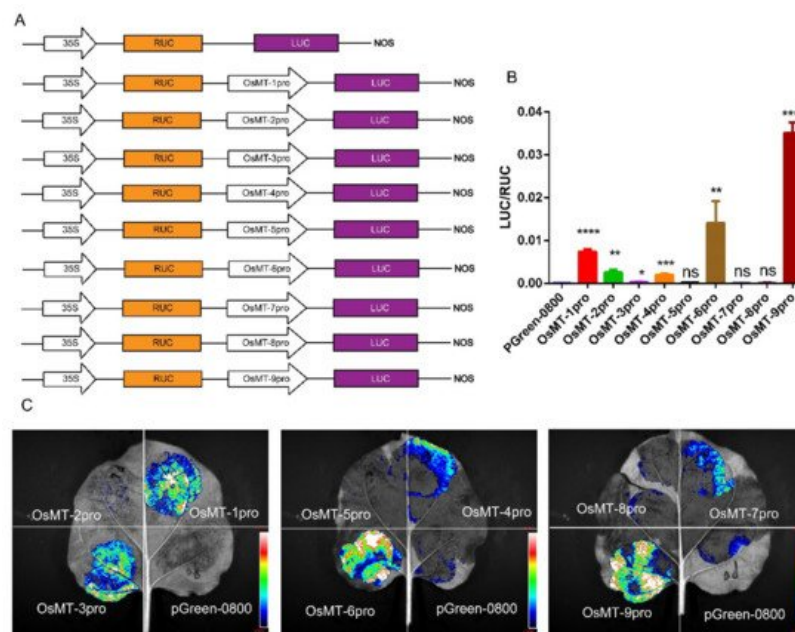 A
35S RUC LUC NOS
35S RUC OsMT-1pro LUC NOS
35S RUC OsMT-2pro LUC NOS
35S RUC OsMT-3pro LUC NOS
35S RUC OsMT-4pro LUC NOS
35S RUC OsMT-5pro LUC NOS
35S RUC OsMT-6pro LUC NOS
35S RUC OsMT-7pro LUC NOS
35S RUC OsMT-8pro LUC NOS
35S RUC OsMT-9pro LUC NOS
B
LUC/RUC
0.04
0.03
0.02
0.01
0.00
**** ** * *** ns ** ns ns ***
PGreen-0800
OsMT-1pro
OsMT-2pro
OsMT-3pro
OsMT-4pro
OsMT-5pro
OsMT-6pro
OsMT-7pro
OsMT-8pro
OsMT-9pro
C
OsMT-2pro OsMT-1pro
OsMT-3pro pGreen-0800
OsMT-5pro OsMT-4pro
OsMT-6pro pGreen-0800
OsMT-8pro OsMT-7pro
OsMT-9pro pGreen-0800